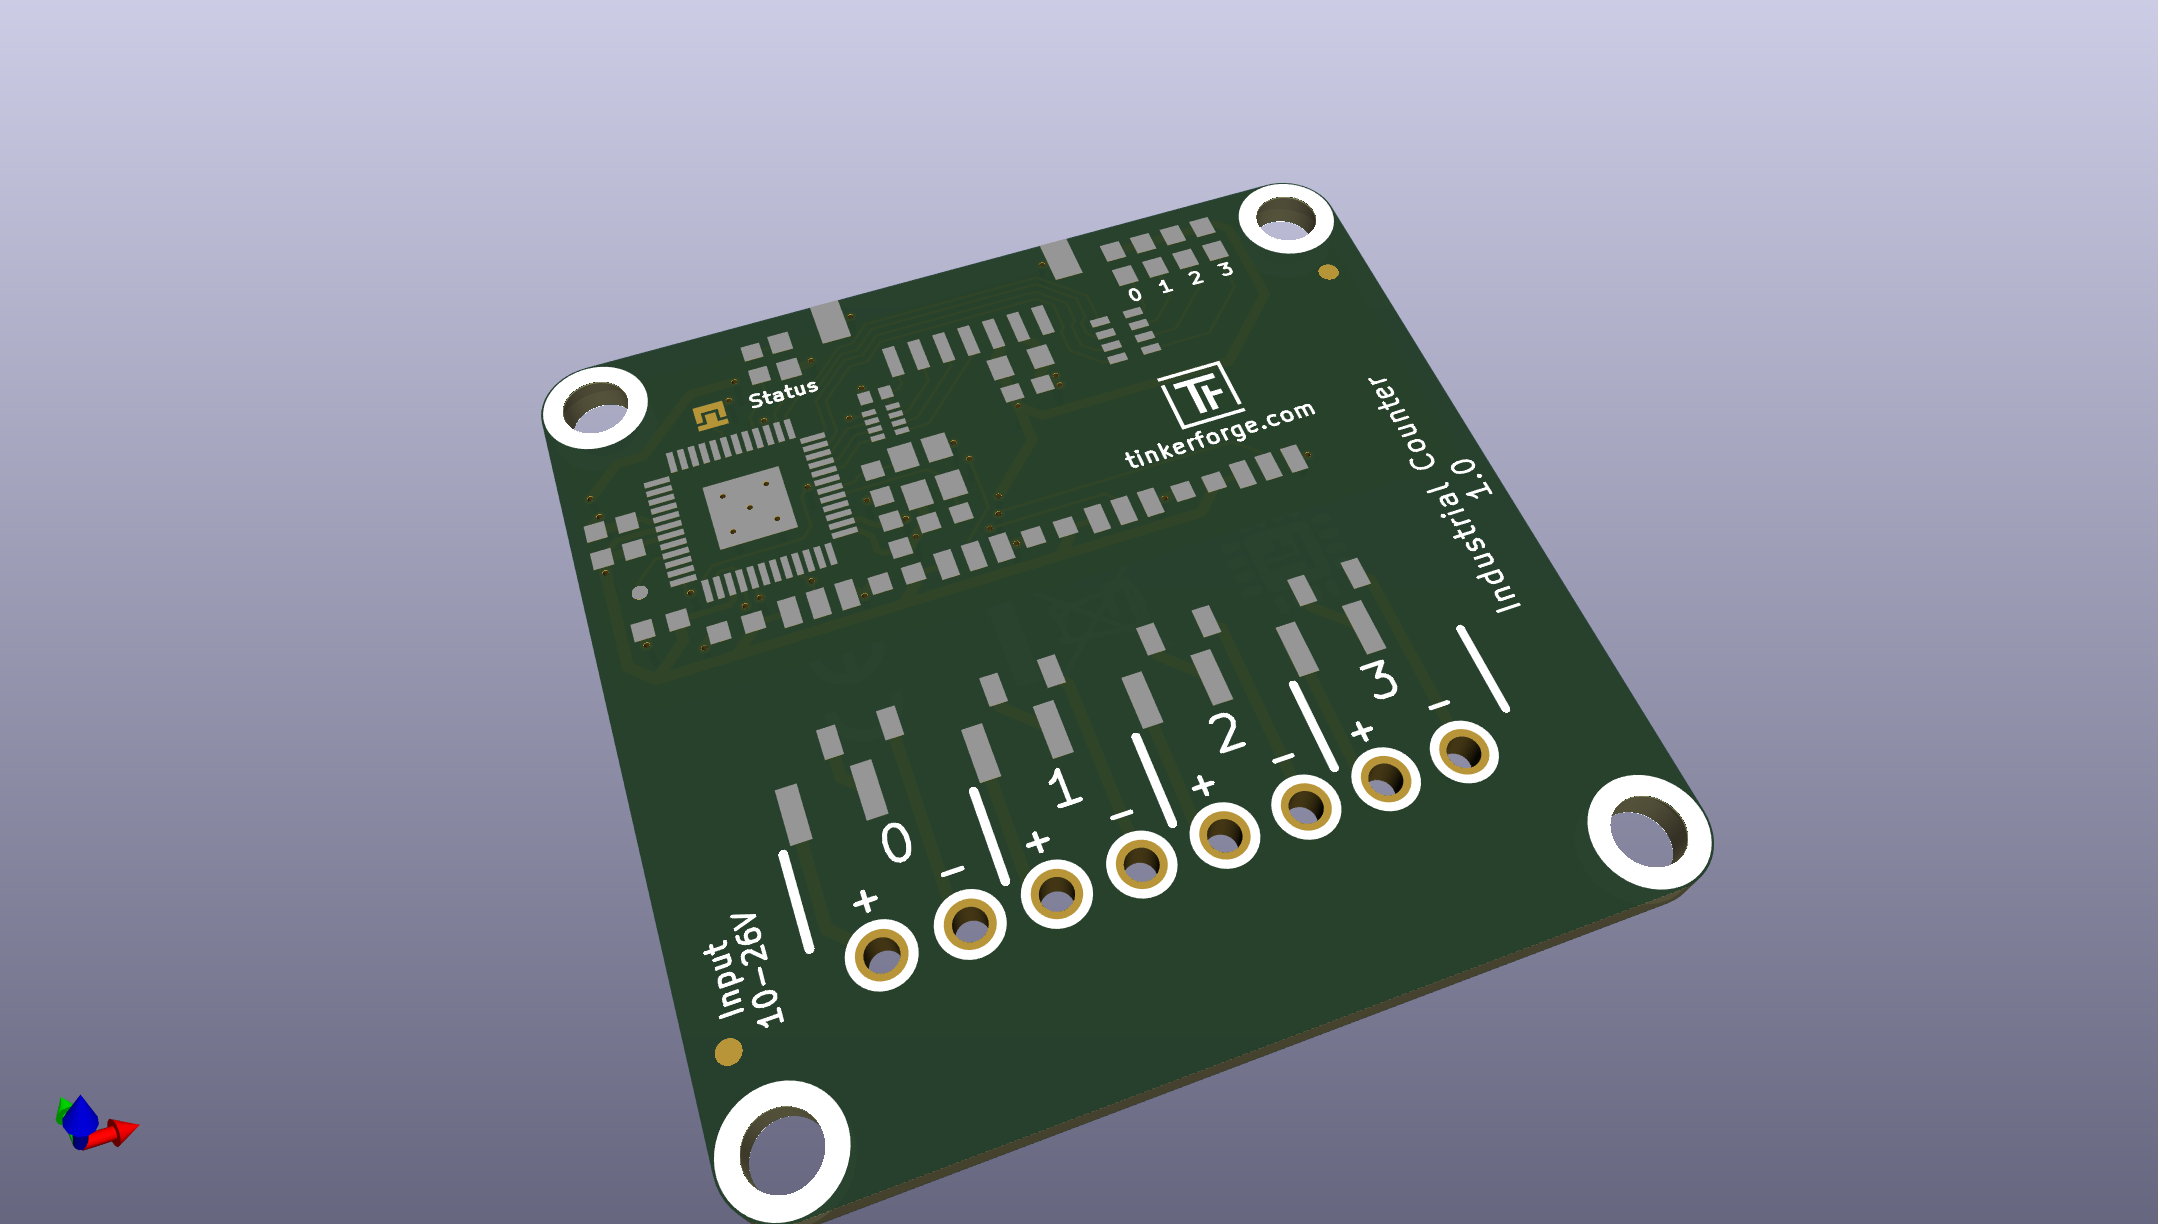 0 1 2 3
Status
TF
tinkerforge.com
Industrial Counter
1.0
0
1
2
3
+ - + - + - + -
Input
10-26V